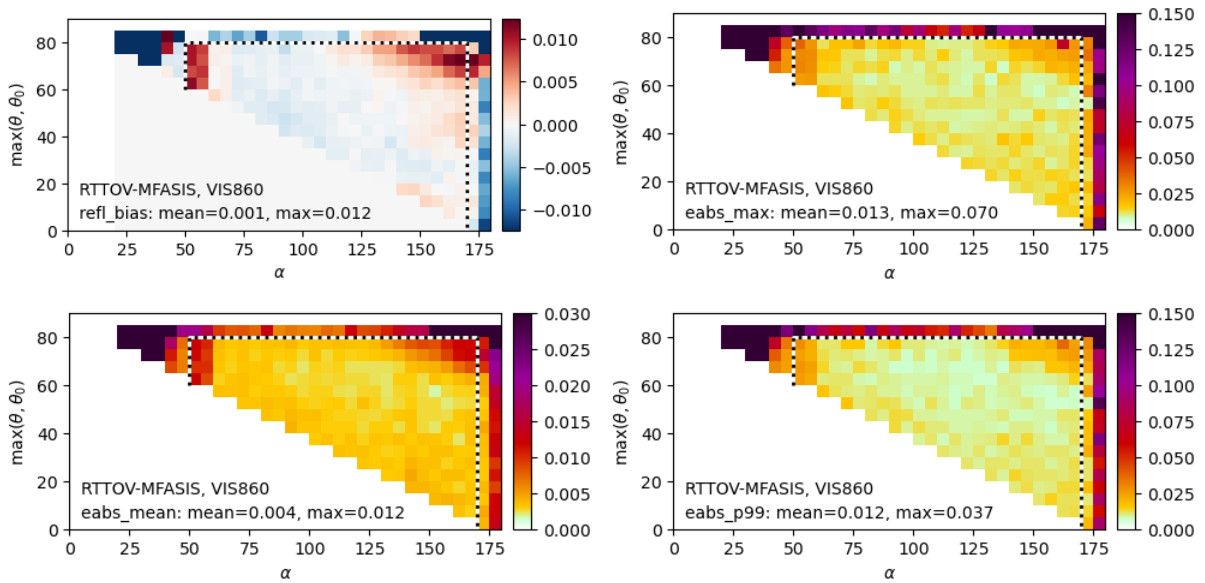 80
60
40
20
0
max(θ, θ₀)
RTTOV-MFASIS, VIS860
refl_bias: mean=0.001, max=0.012
0 25 50 75 100 125 150 175
α
0.010
0.005
0.000
−0.005
−0.010
80
60
40
20
0
max(θ, θ₀)
RTTOV-MFASIS, VIS860
eabs_max: mean=0.013, max=0.070
0 25 50 75 100 125 150 175
α
0.150
0.125
0.100
0.075
0.050
0.025
0.000
80
60
40
20
0
max(θ, θ₀)
RTTOV-MFASIS, VIS860
eabs_mean: mean=0.004, max=0.012
0 25 50 75 100 125 150 175
α
0.030
0.025
0.020
0.015
0.010
0.005
0.000
80
60
40
20
0
max(θ, θ₀)
RTTOV-MFASIS, VIS860
eabs_p99: mean=0.012, max=0.037
0 25 50 75 100 125 150 175
α
0.150
0.125
0.100
0.075
0.050
0.025
0.000